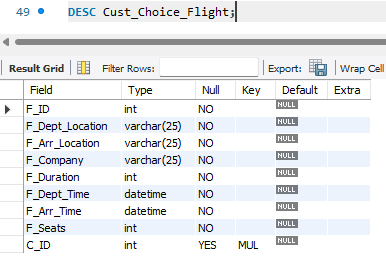 49 DESC Cust_Choice_Flight;
Result Grid Filter Rows: Export: Wrap Cell
Field Type Null Key Default Extra
F_ID int NO NULL
F_Dept_Location varchar(25) NO NULL
F_Arr_Location varchar(25) NO NULL
F_Company varchar(25) NO NULL
F_Duration int NO NULL
F_Dept_Time datetime NO NULL
F_Arr_Time datetime NO NULL
F_Seats int NO NULL
C_ID int YES MUL NULL